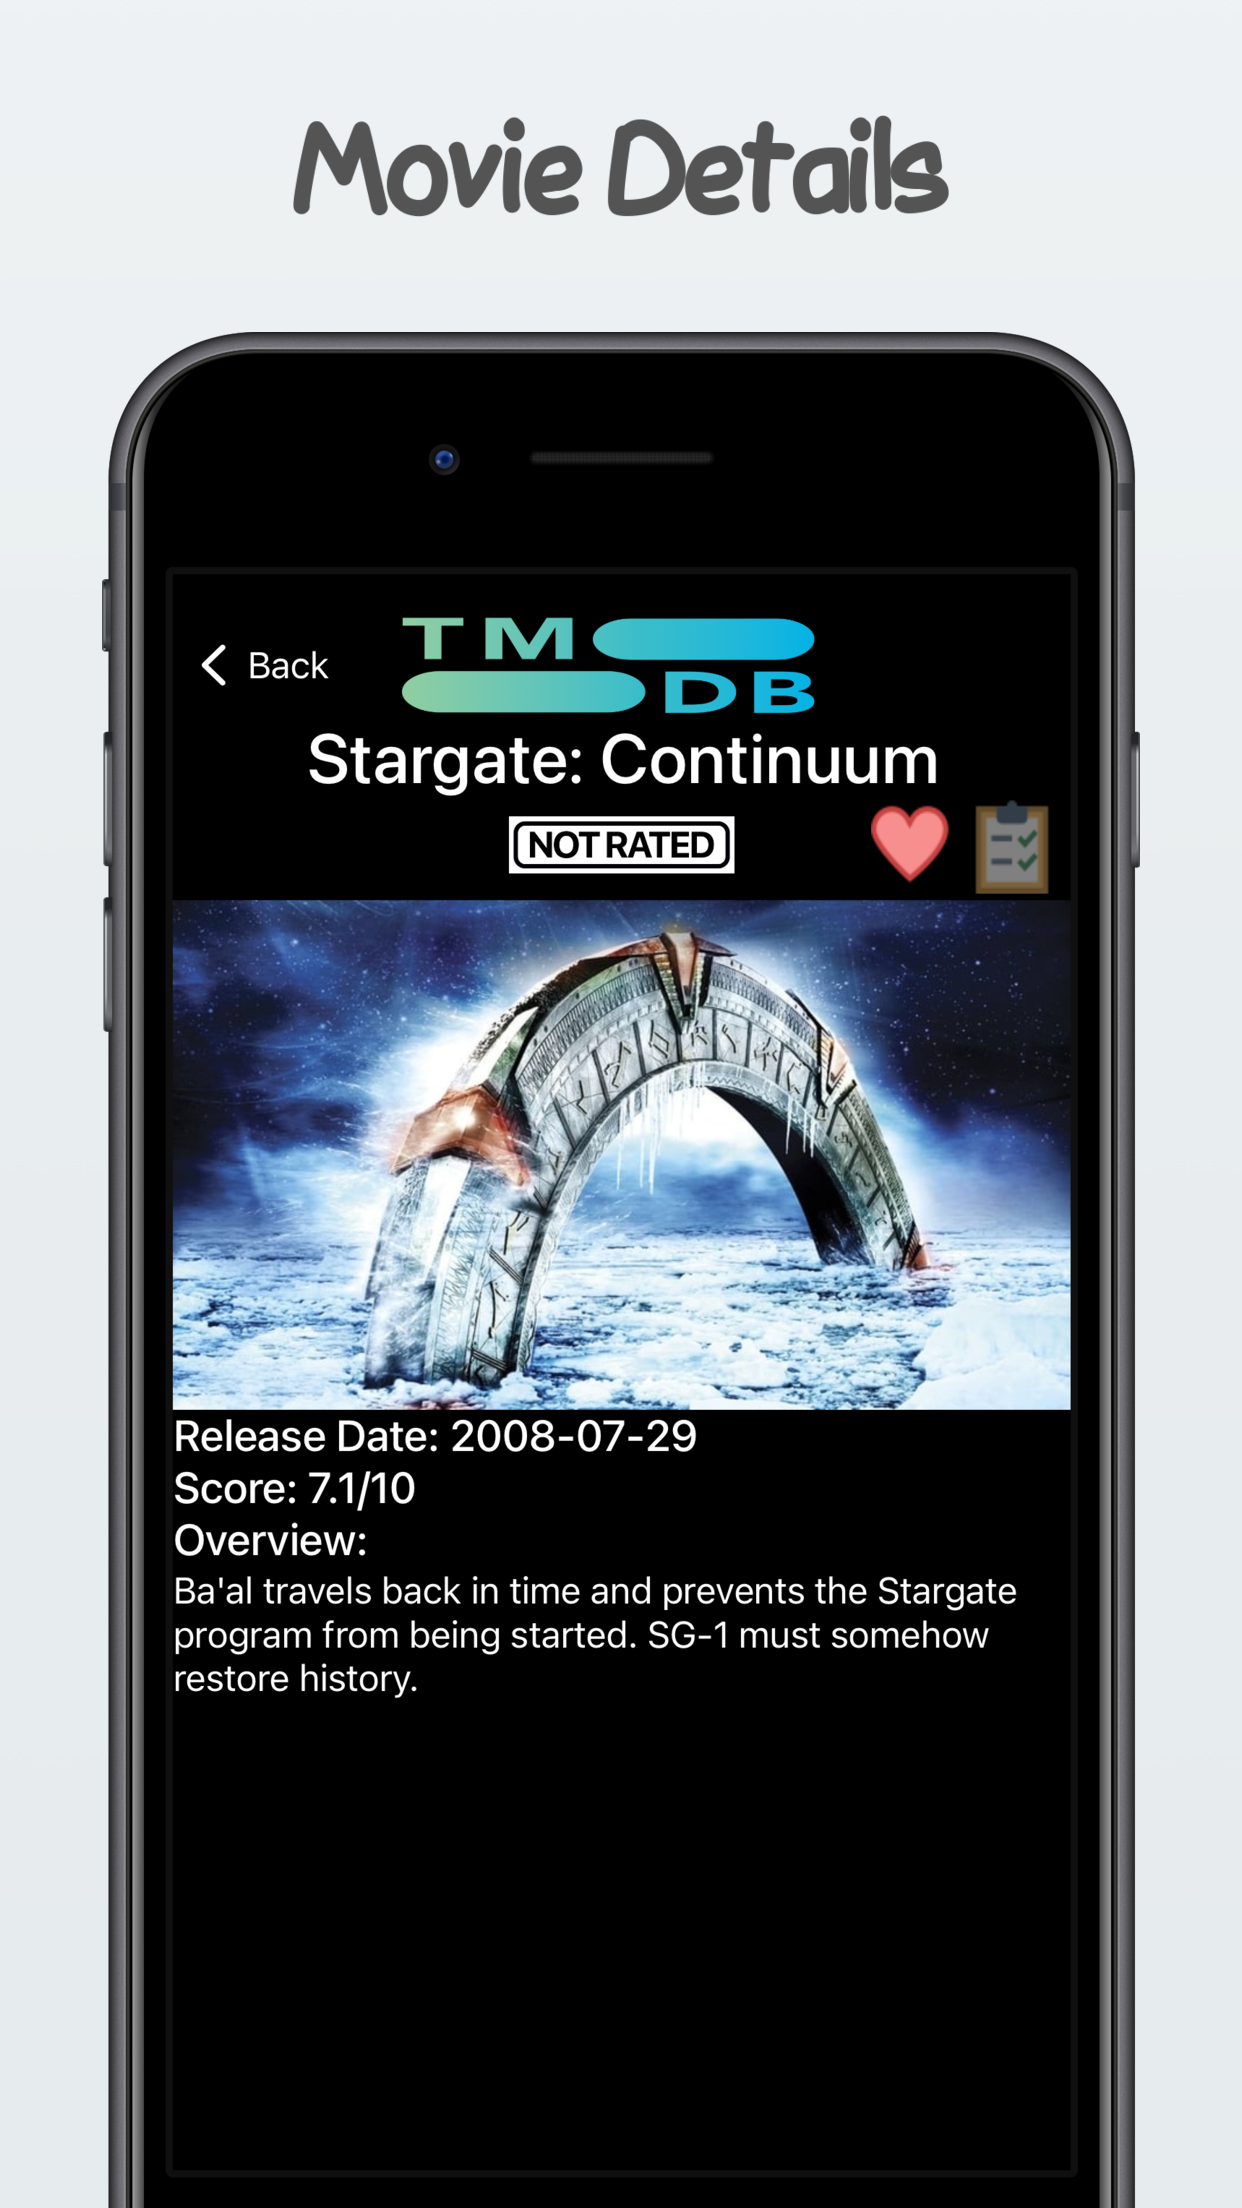 Movie Details
Back
TM
DB
Stargate: Continuum
NOT RATED
Release Date: 2008-07-29
Score: 7.1/10
Overview:
Ba'al travels back in time and prevents the Stargate
program from being started. SG-1 must somehow
restore history.